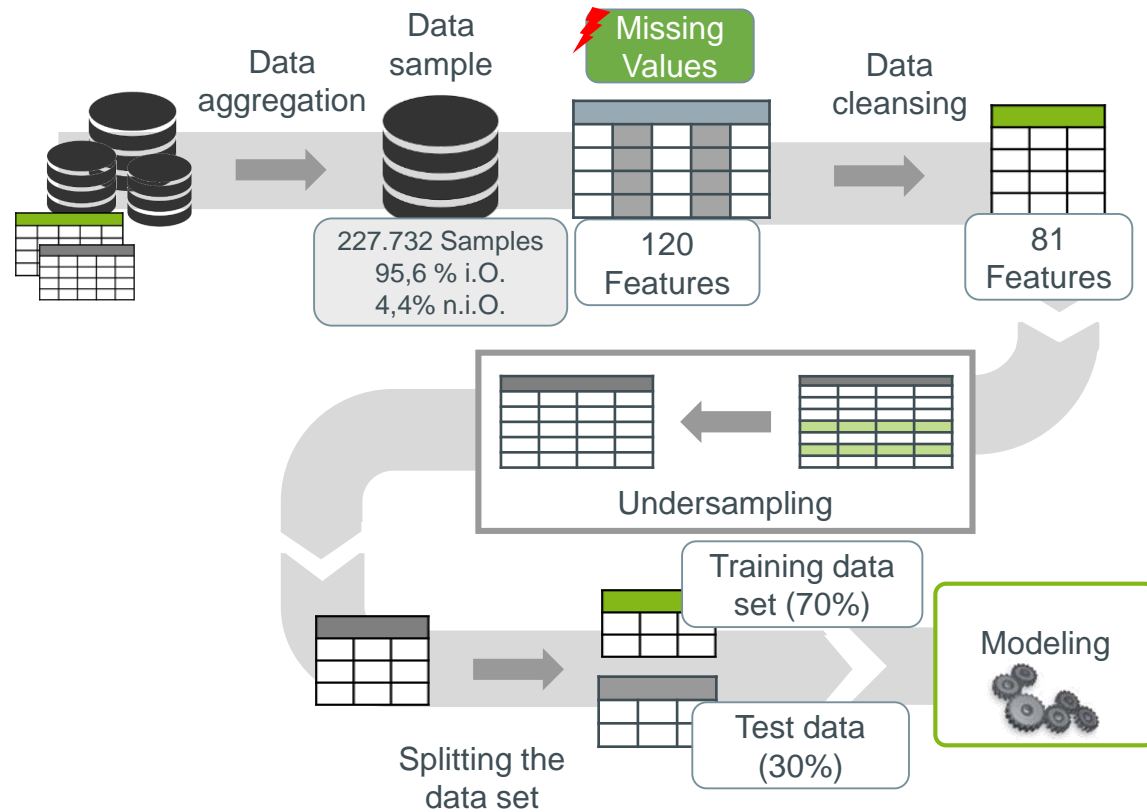 Data
aggregation
Data
sample
Missing
Values
Data
cleansing
227.732 Samples
95,6 % i.O.
4,4% n.i.O.
120
Features
81
Features
Undersampling
Training data
set (70%)
Modeling
Test data
(30%)
Splitting the
data set